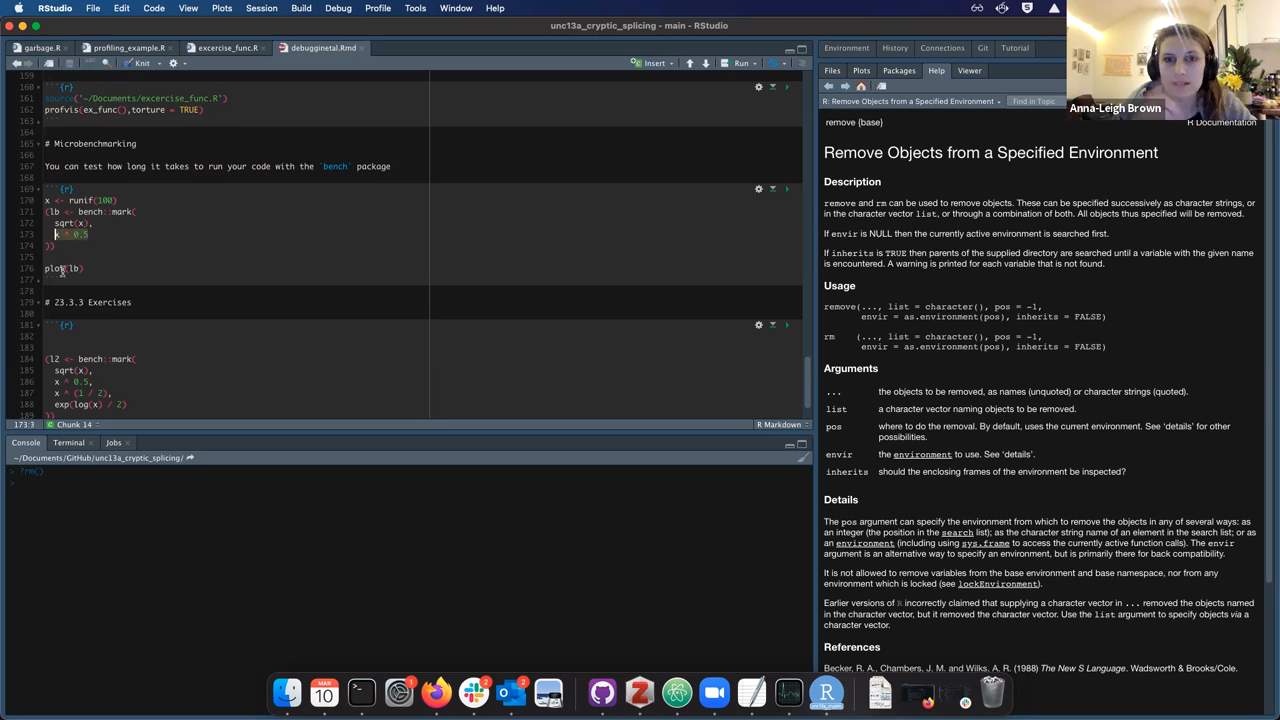 RStudio File Edit Code View Plots Session Build Debug Profile Tools Window Help
unc13a_cryptic_splicing - main - RStudio
garbage.R profiling_example.R excercise_func.R debugginetal.Rmd
Knit Insert Run
159
160 ```{r}
161 source('~/Documents/excercise_func.R')
162 profvis(ex_func(),torture = TRUE)
163 ```
164
165 # Microbenchmarking
166
167 You can test how long it takes to run your code with the `bench` package
168
169 ```{r}
170 x <- runif(100)
171 (lb <- bench::mark(
172 sqrt(x),
173 x ^ 0.5
174 ))
175
176 plot(lb)
177 ```
178
179 # 23.3.3 Exercises
180
181 ```{r}
182
183
184 (l2 <- bench::mark(
185 sqrt(x),
186 x ^ 0.5,
187 x ^ (1 / 2),
188 exp(log(x) / 2)
189 ))
173:3 Chunk 14 R Markdown
Console Terminal Jobs
~/Documents/GitHub/unc13a_cryptic_splicing/
> ?rm()
>
Environment History Connections Git Tutorial
Files Plots Packages Help Viewer
R: Remove Objects from a Specified Environment Find in Topic
remove {base} R Documentation
Remove Objects from a Specified Environment
Description
remove and rm can be used to remove objects. These can be specified successively as character strings, or
in the character vector list, or through a combination of both. All objects thus specified will be removed.
If envir is NULL then the currently active environment is searched first.
If inherits is TRUE then parents of the supplied directory are searched until a variable with the given name
is encountered. A warning is printed for each variable that is not found.
Usage
remove(..., list = character(), pos = -1,
envir = as.environment(pos), inherits = FALSE)
rm (..., list = character(), pos = -1,
envir = as.environment(pos), inherits = FALSE)
Arguments
... the objects to be removed, as names (unquoted) or character strings (quoted).
list a character vector naming objects to be removed.
pos where to do the removal. By default, uses the current environment. See ‘details’ for other
possibilities.
envir the environment to use. See ‘details’.
inherits should the enclosing frames of the environment be inspected?
Details
The pos argument can specify the environment from which to remove the objects in any of several ways: as
an integer (the position in the search list); as the character string name of an element in the search list; or as
an environment (including using sys.frame to access the currently active function calls). The envir
argument is an alternative way to specify an environment, but is primarily there for back compatibility.
It is not allowed to remove variables from the base environment and base namespace, nor from any
environment which is locked (see lockEnvironment).
Earlier versions of R incorrectly claimed that supplying a character vector in ... removed the objects named
in the character vector, but it removed the character vector. Use the list argument to specify objects via a
character vector.
References
Becker, R. A., Chambers, J. M. and Wilks, A. R. (1988) The New S Language. Wadsworth & Brooks/Cole.
Anna-Leigh Brown
MAR
10
1
2
2